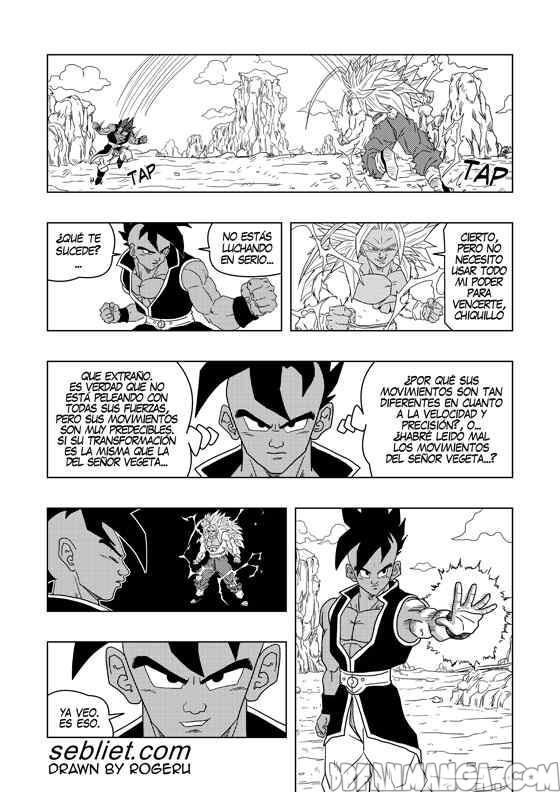 TAP
TAP
¿QUÉ TE
SUCEDE?
...
NO ESTÁS
LUCHANDO
EN SERIO...
CIERTO,
PERO NO
NECESITO
USAR TODO
MI PODER
PARA
VENCERTE,
CHIQUILLO
QUE EXTRAÑO.
ES VERDAD QUE NO
ESTÁ PELEANDO CON
TODAS SUS FUERZAS,
PERO SUS MOVIMIENTOS
SON MUY PREDECIBLES.
SI SU TRANSFORMACIÓN
ES LA MISMA QUE LA
DEL SEÑOR VEGETA...
¿POR QUÉ SUS
MOVIMIENTOS SON TAN
DIFERENTES EN CUANTO
A LA VELOCIDAD Y
PRECISIÓN?, O...
¿HABRÉ LEIDO MAL
LOS MOVIMIENTOS
DEL SEÑOR VEGETA...?
YA VEO.
ES ESO.
sebliet.com
DRAWN BY ROGERU
DBFANMANGA.COM